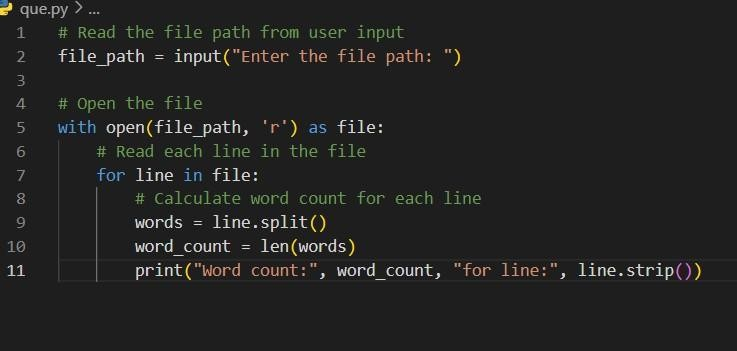 que.py > ...
1 # Read the file path from user input
2 file_path = input("Enter the file path: ")
3
4 # Open the file
5 with open(file_path, 'r') as file:
6     # Read each line in the file
7     for line in file:
8         # Calculate word count for each line
9         words = line.split()
10         word_count = len(words)
11         print("Word count:", word_count, "for line:", line.strip())